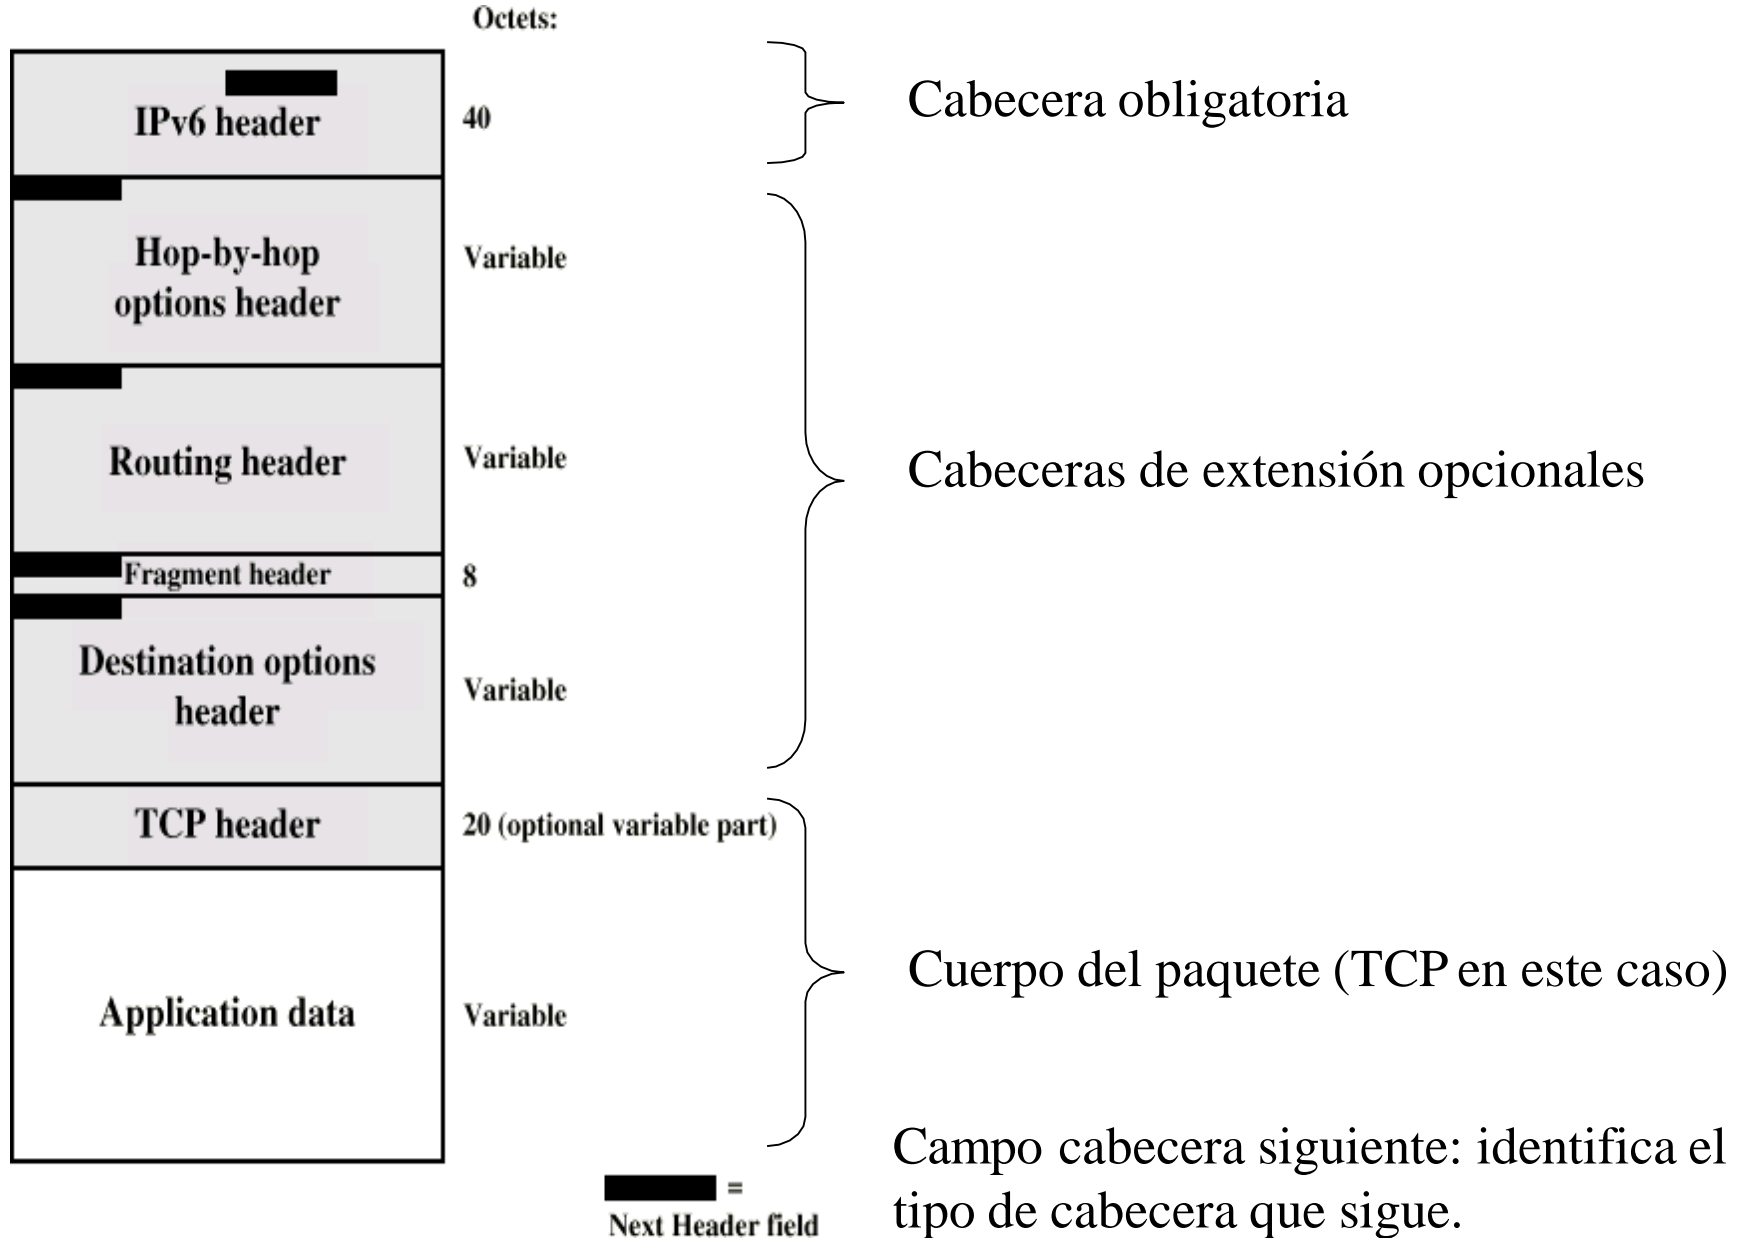 Octets:
IPv6 header
40
Cabecera obligatoria
Hop-by-hop
options header
Variable
Routing header
Variable
Cabeceras de extensión opcionales
Fragment header
8
Destination options
header
Variable
TCP header
20 (optional variable part)
Application data
Variable
Cuerpo del paquete (TCP en este caso)
=
Next Header field
Campo cabecera siguiente: identifica el
tipo de cabecera que sigue.